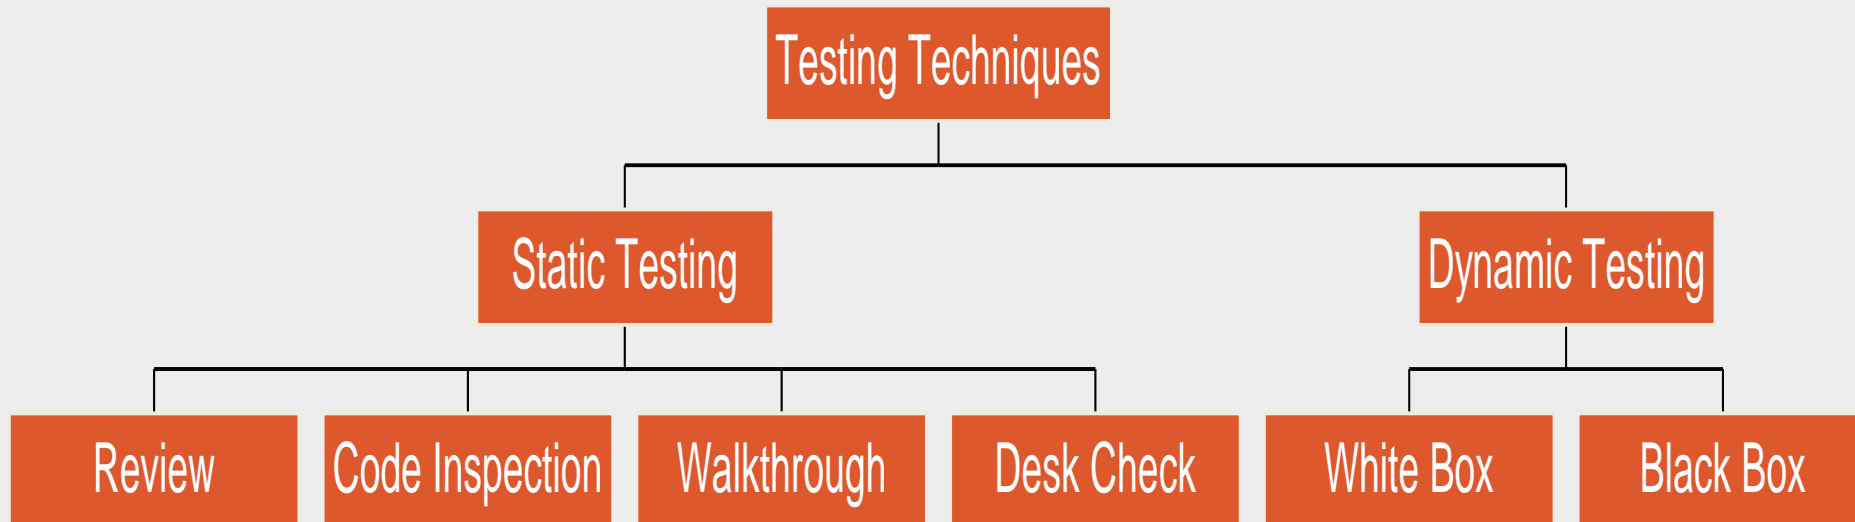 Testing Techniques
Static Testing
Dynamic Testing
Review
Code Inspection
Walkthrough
Desk Check
White Box
Black Box